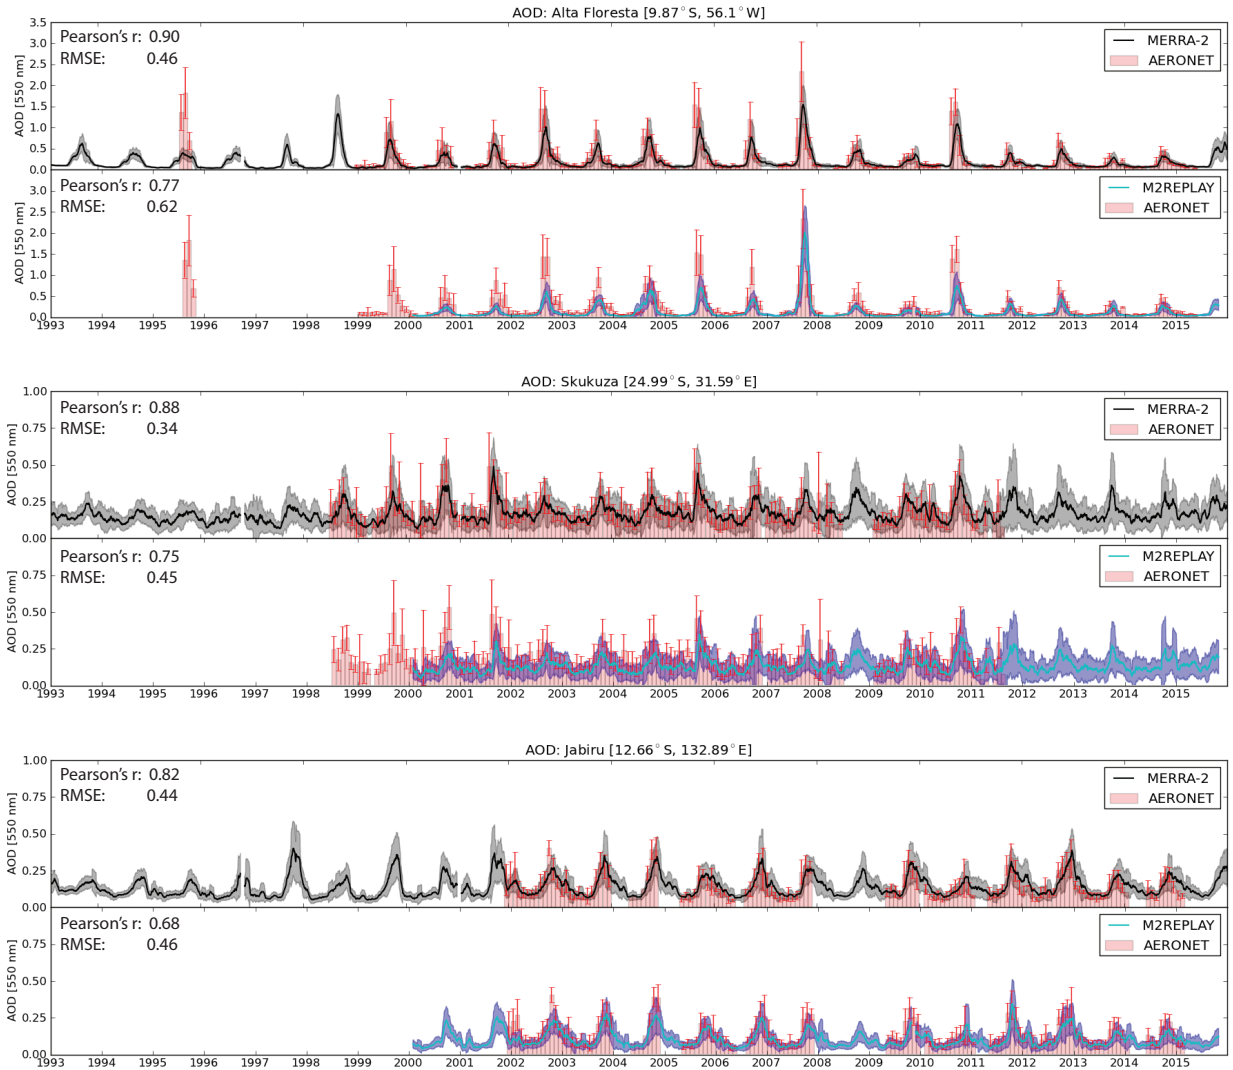 AOD: Alta Floresta [9.87°S, 56.1°W]
Pearson's r: 0.90
RMSE: 0.46
MERRA-2
AERONET
AOD [550 nm]
3.5
3.0
2.5
2.0
1.5
1.0
0.5
0.0
Pearson's r: 0.77
RMSE: 0.62
M2REPLAY
AERONET
AOD [550 nm]
3.0
2.5
2.0
1.5
1.0
0.5
0.0
1993 1994 1995 1996 1997 1998 1999 2000 2001 2002 2003 2004 2005 2006 2007 2008 2009 2010 2011 2012 2013 2014 2015
AOD: Skukuza [24.99°S, 31.59°E]
Pearson's r: 0.88
RMSE: 0.34
MERRA-2
AERONET
AOD [550 nm]
1.00
0.75
0.50
0.25
0.00
Pearson's r: 0.75
RMSE: 0.45
M2REPLAY
AERONET
AOD [550 nm]
0.75
0.50
0.25
0.00
1993 1994 1995 1996 1997 1998 1999 2000 2001 2002 2003 2004 2005 2006 2007 2008 2009 2010 2011 2012 2013 2014 2015
AOD: Jabiru [12.66°S, 132.89°E]
Pearson's r: 0.82
RMSE: 0.44
MERRA-2
AERONET
AOD [550 nm]
1.00
0.75
0.50
0.25
0.00
Pearson's r: 0.68
RMSE: 0.46
M2REPLAY
AERONET
AOD [550 nm]
0.75
0.50
0.25
0.00
1993 1994 1995 1996 1997 1998 1999 2000 2001 2002 2003 2004 2005 2006 2007 2008 2009 2010 2011 2012 2013 2014 2015